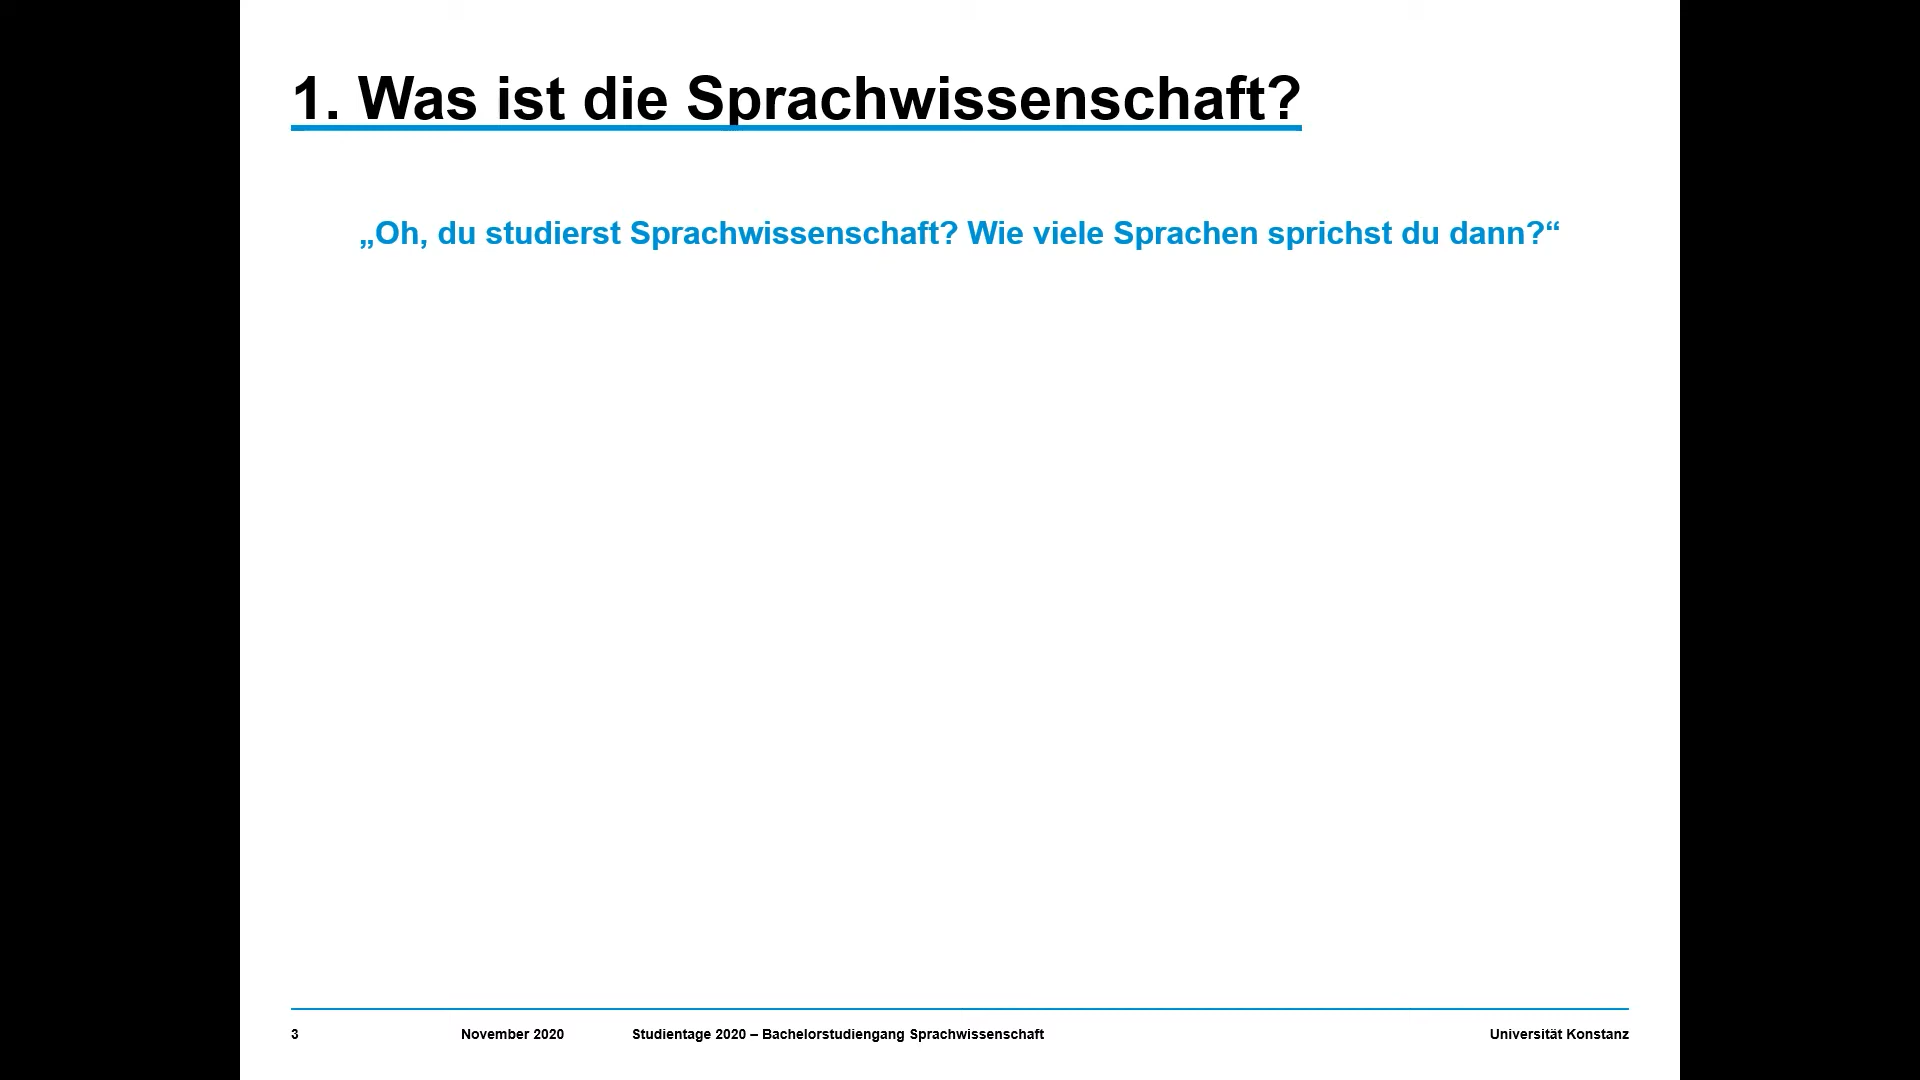 1. Was ist die Sprachwissenschaft?
„Oh, du studierst Sprachwissenschaft? Wie viele Sprachen sprichst du dann?“
3 November 2020 Studientage 2020 – Bachelorstudiengang Sprachwissenschaft Universität Konstanz